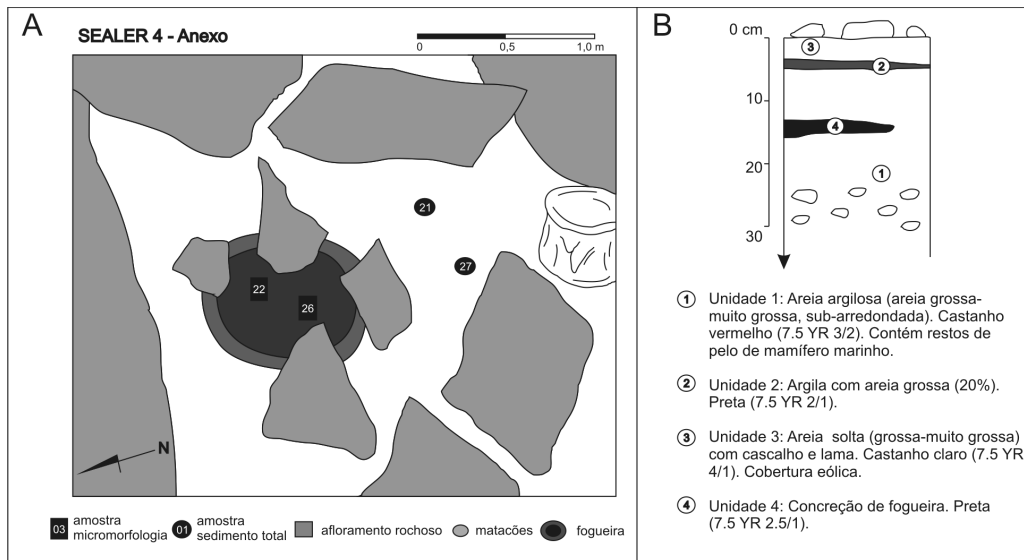 A
SEALER 4 - Anexo
0 0,5 1,0 m
21
27
22
26
N
03 amostra
micromorfologia
01 amostra
sedimento total
afloramento rochoso
matacões
fogueira
B
0 cm
10
20
30
3
2
4
1
1 Unidade 1: Areia argilosa (areia grossa-
muito grossa, sub-arredondada). Castanho
vermelho (7.5 YR 3/2). Contém restos de
pelo de mamífero marinho.
2 Unidade 2: Argila com areia grossa (20%).
Preta (7.5 YR 2/1).
3 Unidade 3: Areia solta (grossa-muito grossa)
com cascalho e lama. Castanho claro (7.5 YR
4/1). Cobertura eólica.
4 Unidade 4: Concreção de fogueira. Preta
(7.5 YR 2.5/1).